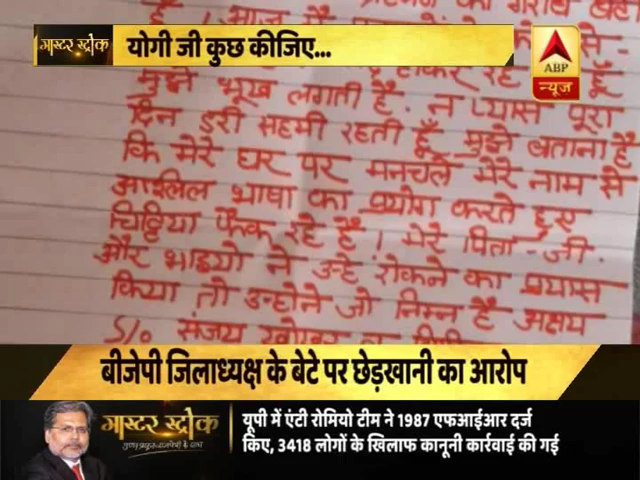 मास्टर स्ट्रोक
योगी जी कुछ कीजिए...
abp
न्यूज़
मुझे भूख लगती है. न प्यास पूरा
दिन डरी सहमी रहती हूँ मुझे बताना है
कि मेरे घर पर मनचले मेरे नाम से
आश्लिल भाषा का प्रयोग करते हुए
चिट्ठिया फेंक रहे है। मेरे पिता-जी
और भाइयो ने उन्हे रोकने का प्रयास
किया तो उन्होने जो निम्न है अक्षय
S/o संजय
बीजेपी जिलाध्यक्ष के बेटे पर छेड़खानी का आरोप
मास्टर स्ट्रोक
यूपी में एंटी रोमियो टीम ने 1987 एफआईआर दर्ज
किए, 3418 लोगों के खिलाफ कानूनी कार्रवाई की गई